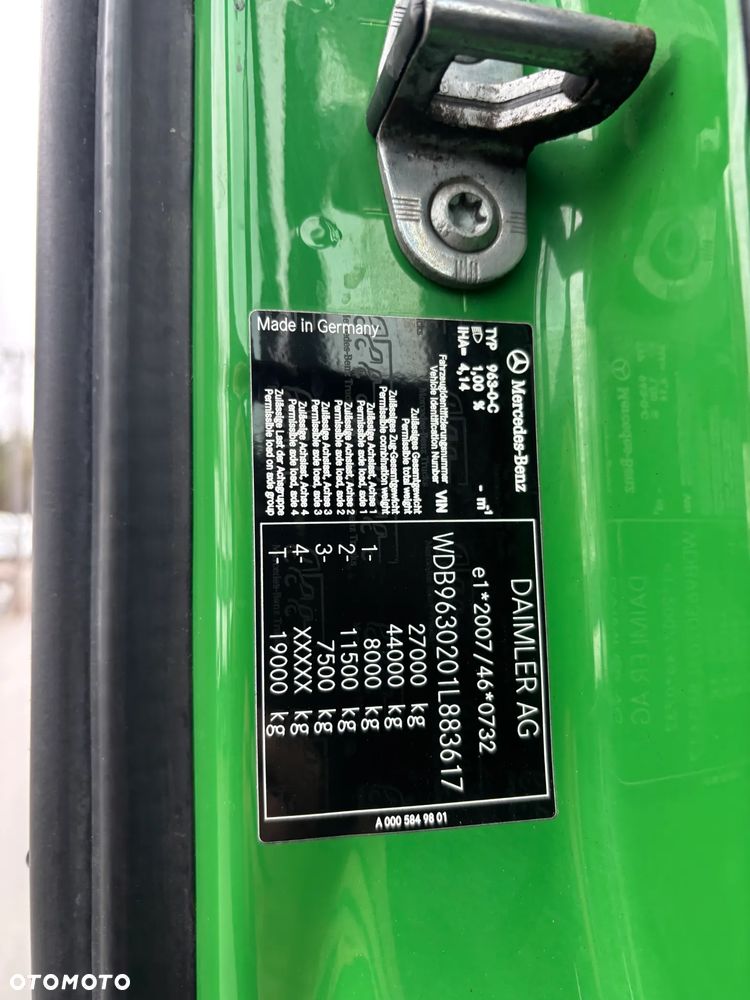 Mercedes-Benz
TYP 963-0-C
1,00 % - m⁻¹
IHA= 4,14
DAIMLER AG
e1*2007/46*0732
Fahrzeugidentifizierungsnummer
Vehicle Identification Number
VIN
WDB9630201L883617
Zulässiges Gesamtgewicht
Permissible total weight
27000 kg
Zulässiges Zug-Gesamtgewicht
Permissible combination weight
44000 kg
Zulässige Achslast, Achse 1
Permissible axle load, axle 1
1- 8000 kg
Zulässige Achslast, Achse 2
Permissible axle load, axle 2
2- 11500 kg
Zulässige Achslast, Achse 3
Permissible axle load, axle 3
3- 7500 kg
Zulässige Achslast, Achse 4
Permissible axle load, axle 4
4- XXXXX kg
Zulässige Last der Achsgruppe
Permissible load on axle group
T- 19000 kg
Made in Germany
A 000 584 98 01
OTOMOTO